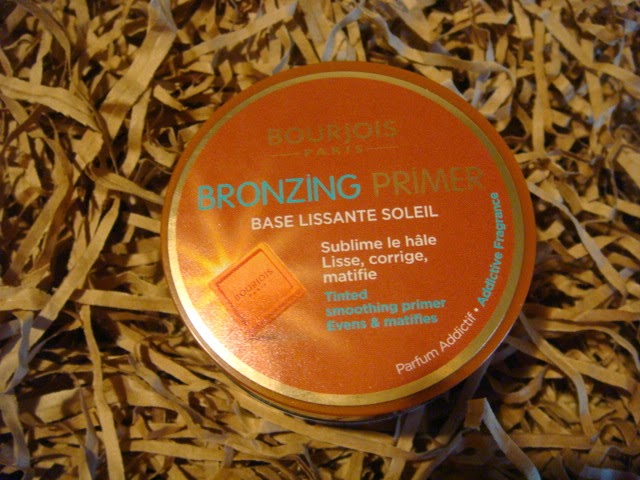 BOURJOIS
PARIS
BRONZING PRIMER
BASE LISSANTE SOLEIL
Sublime le hâle
Lisse, corrige,
matifie
Tinted
smoothing primer
Evens & matifies
BOURJOIS
PARIS
Parfum Addictif • Addictive Fragrance